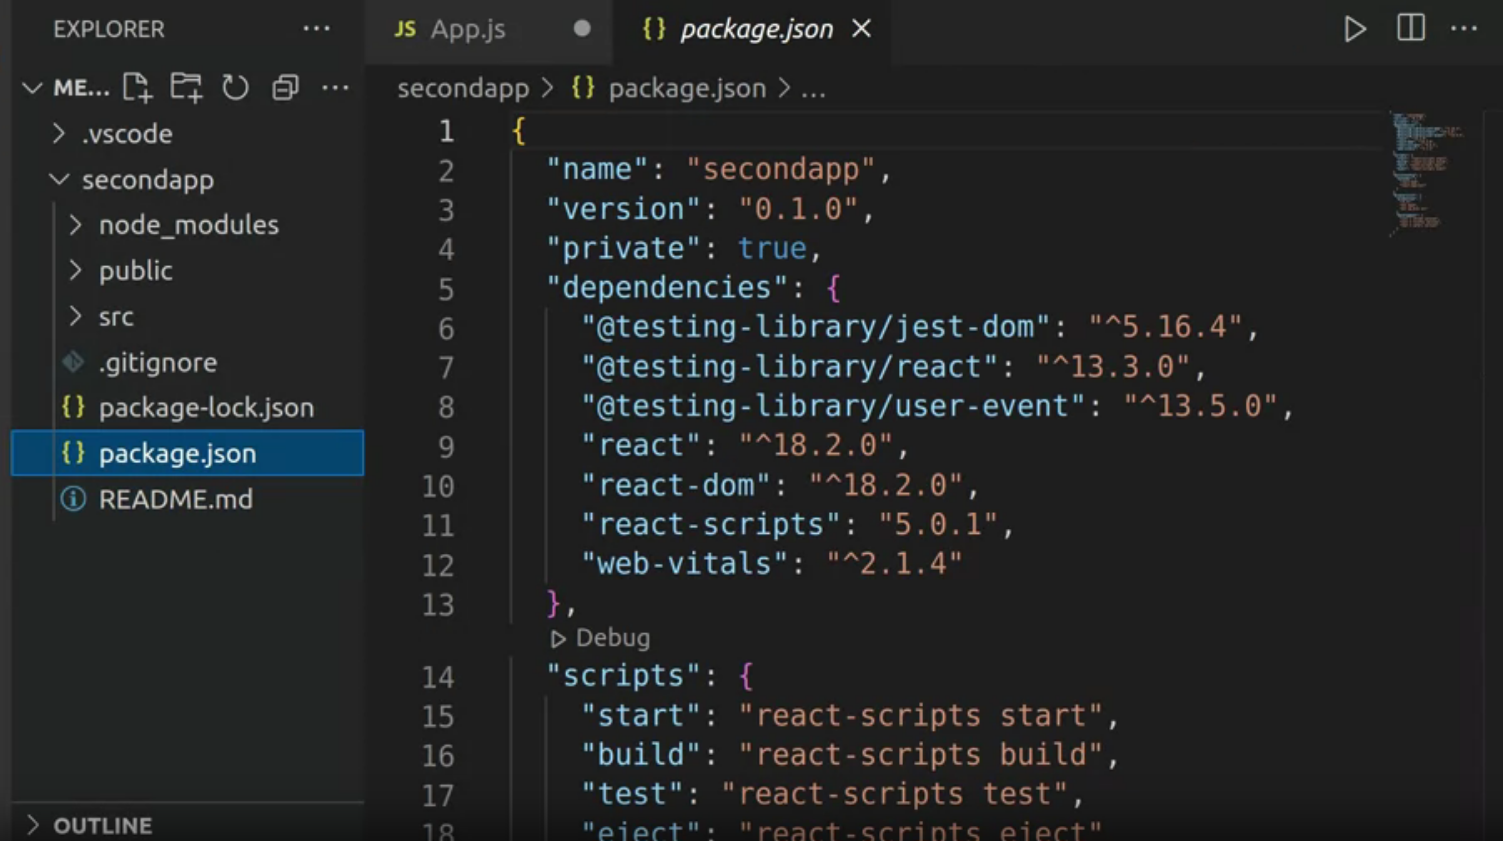 EXPLORER
ME...
.vscode
secondapp
node_modules
public
src
.gitignore
package-lock.json
package.json
README.md
OUTLINE
JS App.js
{} package.json
secondapp > {} package.json > ...
1 {
2 "name": "secondapp",
3 "version": "0.1.0",
4 "private": true,
5 "dependencies": {
6 "@testing-library/jest-dom": "^5.16.4",
7 "@testing-library/react": "^13.3.0",
8 "@testing-library/user-event": "^13.5.0",
9 "react": "^18.2.0",
10 "react-dom": "^18.2.0",
11 "react-scripts": "5.0.1",
12 "web-vitals": "^2.1.4"
13 },
Debug
14 "scripts": {
15 "start": "react-scripts start",
16 "build": "react-scripts build",
17 "test": "react-scripts test",
18 "eject": "react-scripts eject"